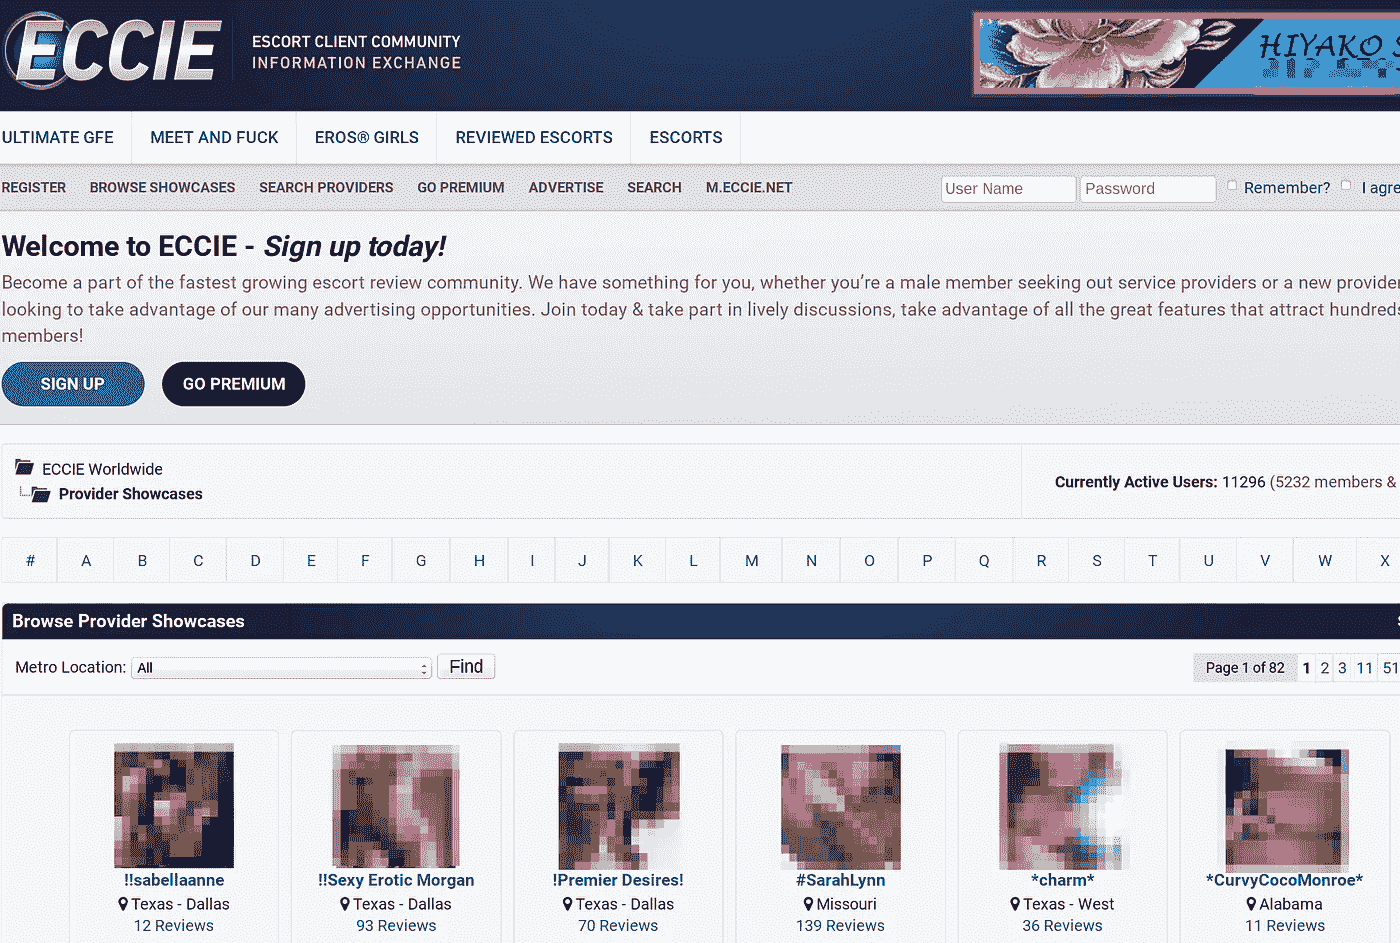 ECCIE
ESCORT CLIENT COMMUNITY
INFORMATION EXCHANGE
HIYAKO S
ULTIMATE GFE MEET AND FUCK EROS® GIRLS REVIEWED ESCORTS ESCORTS
REGISTER BROWSE SHOWCASES SEARCH PROVIDERS GO PREMIUM ADVERTISE SEARCH M.ECCIE.NET User Name Password Remember? I agre
Welcome to ECCIE - Sign up today!
Become a part of the fastest growing escort review community. We have something for you, whether you’re a male member seeking out service providers or a new provider
looking to take advantage of our many advertising opportunities. Join today & take part in lively discussions, take advantage of all the great features that attract hundreds
members!
SIGN UP GO PREMIUM
ECCIE Worldwide
Provider Showcases
Currently Active Users: 11296 (5232 members &
# A B C D E F G H I J K L M N O P Q R S T U V W X
Browse Provider Showcases
Metro Location: All Find Page 1 of 82 1 2 3 11 51
!!sabellaanne !!Sexy Erotic Morgan !Premier Desires! #SarahLynn *charm* *CurvyCocoMonroe*
Texas - Dallas Texas - Dallas Texas - Dallas Missouri Texas - West Alabama
12 Reviews 93 Reviews 70 Reviews 139 Reviews 36 Reviews 11 Reviews